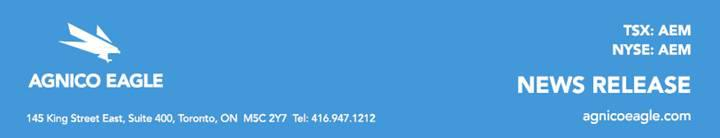 TSX: AEM
NYSE: AEM
AGNICO EAGLE
NEWS RELEASE
145 King Street East, Suite 400, Toronto, ON M5C 2Y7 Tel: 416.947.1212
agnicoeagle.com